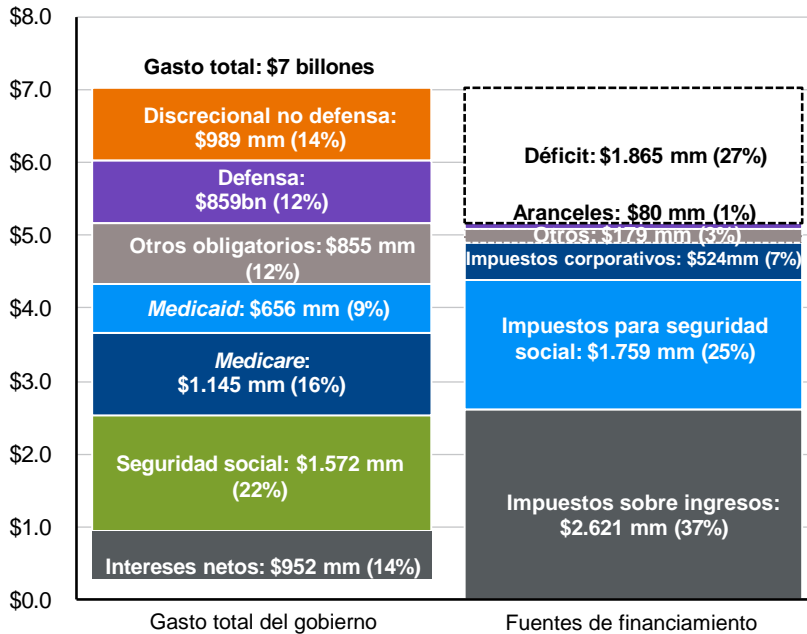 $8.0
$7.0
$6.0
$5.0
$4.0
$3.0
$2.0
$1.0
$0.0
Gasto total: $7 billones
Discrecional no defensa:
$989 mm (14%)
Defensa:
$859bn (12%)
Otros obligatorios: $855 mm
(12%)
Medicaid: $656 mm (9%)
Medicare:
$1.145 mm (16%)
Seguridad social: $1.572 mm
(22%)
Intereses netos: $952 mm (14%)
Gasto total del gobierno
Déficit: $1.865 mm (27%)
Aranceles: $80 mm (1%)
Otros: $179 mm (3%)
Impuestos corporativos: $524mm (7%)
Impuestos para seguridad
social: $1.759 mm (25%)
Impuestos sobre ingresos:
$2.621 mm (37%)
Fuentes de financiamiento